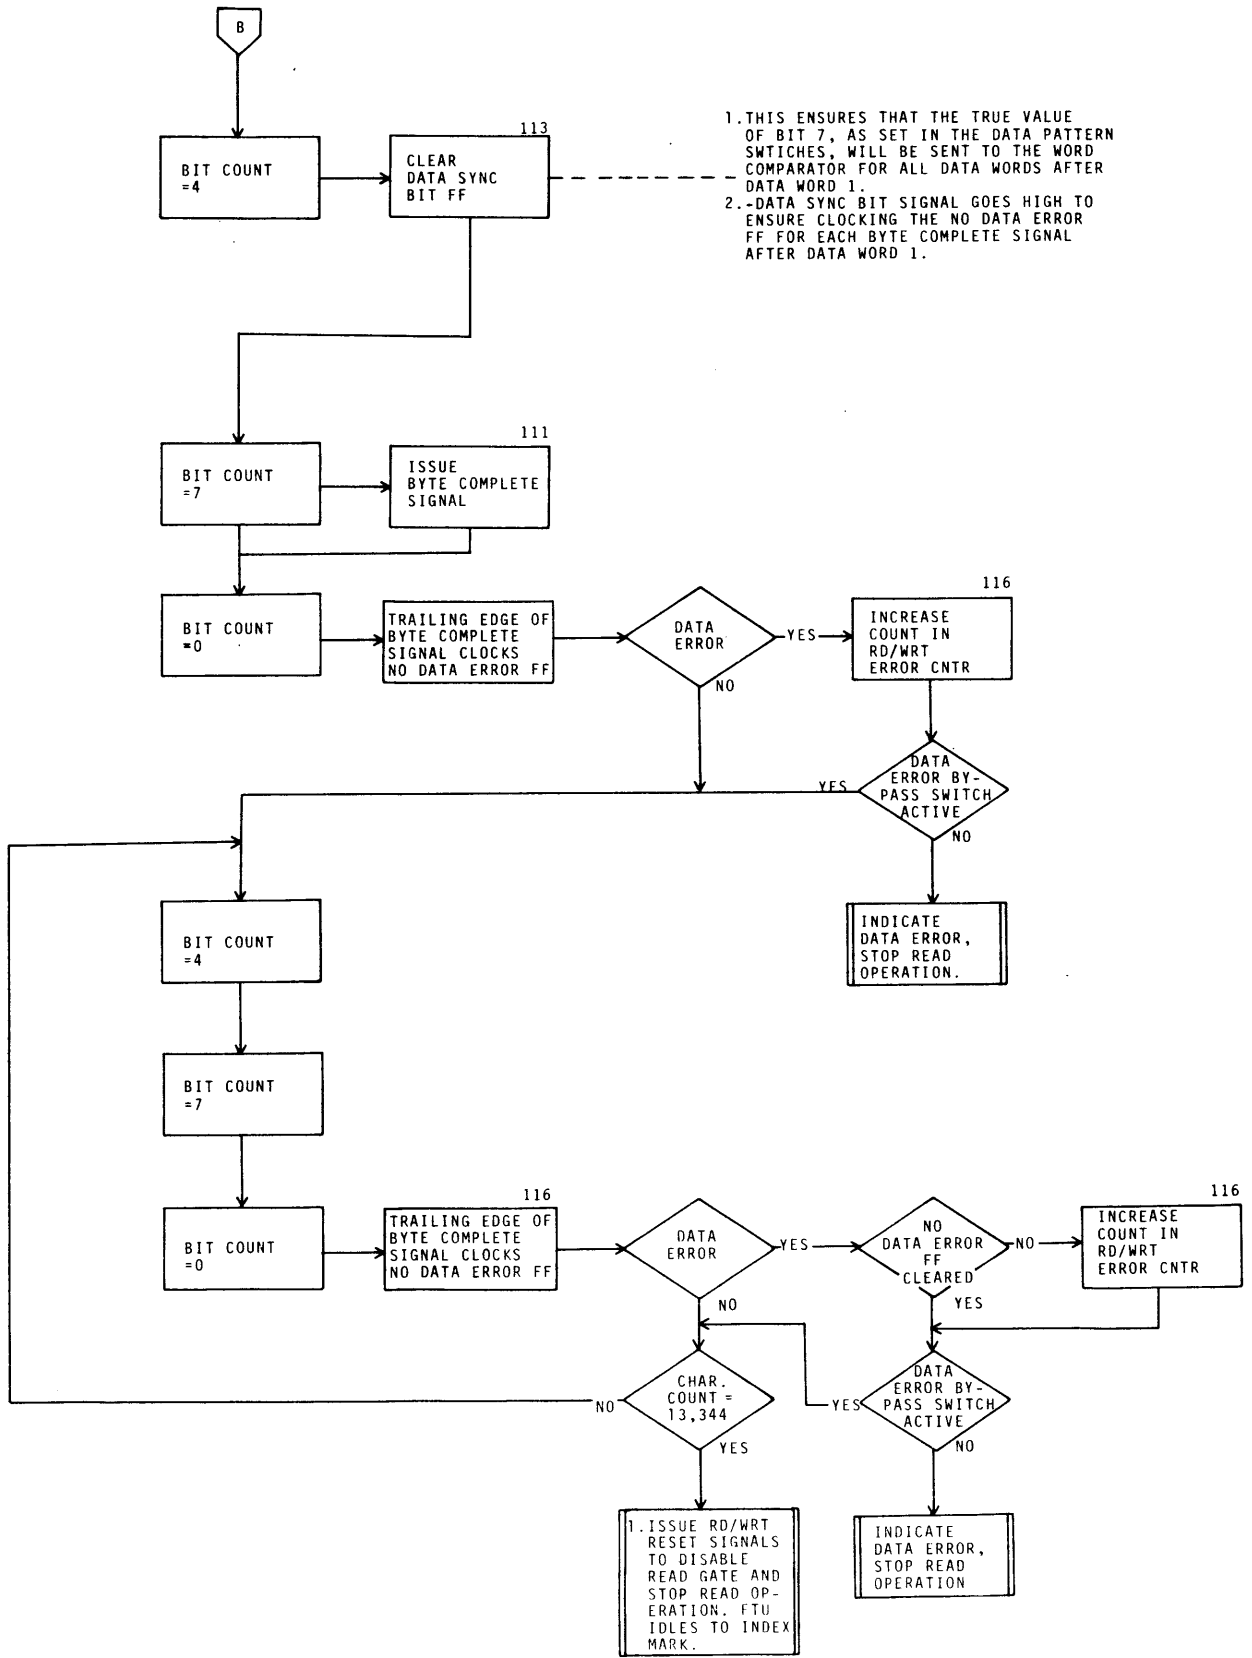 B
113
BIT COUNT
=4
CLEAR
DATA SYNC
BIT FF
1.THIS ENSURES THAT THE TRUE VALUE
OF BIT 7, AS SET IN THE DATA PATTERN
SWTICHES, WILL BE SENT TO THE WORD
COMPARATOR FOR ALL DATA WORDS AFTER
DATA WORD 1.
2.-DATA SYNC BIT SIGNAL GOES HIGH TO
ENSURE CLOCKING THE NO DATA ERROR
FF FOR EACH BYTE COMPLETE SIGNAL
AFTER DATA WORD 1.
111
BIT COUNT
=7
ISSUE
BYTE COMPLETE
SIGNAL
BIT COUNT
=0
TRAILING EDGE OF
BYTE COMPLETE
SIGNAL CLOCKS
NO DATA ERROR FF
DATA
ERROR
YES
NO
116
INCREASE
COUNT IN
RD/WRT
ERROR CNTR
DATA
ERROR BY-
PASS SWITCH
ACTIVE
YES
NO
INDICATE
DATA ERROR,
STOP READ
OPERATION.
BIT COUNT
=4
BIT COUNT
=7
BIT COUNT
=0
116
TRAILING EDGE OF
BYTE COMPLETE
SIGNAL CLOCKS
NO DATA ERROR FF
DATA
ERROR
YES
NO
NO
DATA ERROR
FF
CLEARED
NO
YES
116
INCREASE
COUNT IN
RD/WRT
ERROR CNTR
CHAR.
COUNT =
13,344
NO
YES
DATA
ERROR BY-
PASS SWITCH
ACTIVE
YES
NO
1.ISSUE RD/WRT
RESET SIGNALS
TO DISABLE
READ GATE AND
STOP READ OP-
ERATION. FTU
IDLES TO INDEX
MARK.
INDICATE
DATA ERROR,
STOP READ
OPERATION